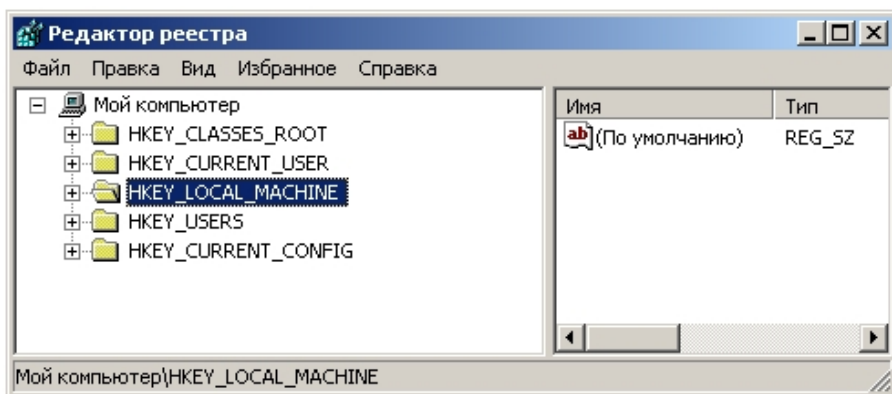 Редактор реестра
Файл Правка Вид Избранное Справка
Мой компьютер
HKEY_CLASSES_ROOT
HKEY_CURRENT_USER
HKEY_LOCAL_MACHINE
HKEY_USERS
HKEY_CURRENT_CONFIG
Имя Тип
ab (По умолчанию) REG_SZ
Мой компьютер\HKEY_LOCAL_MACHINE